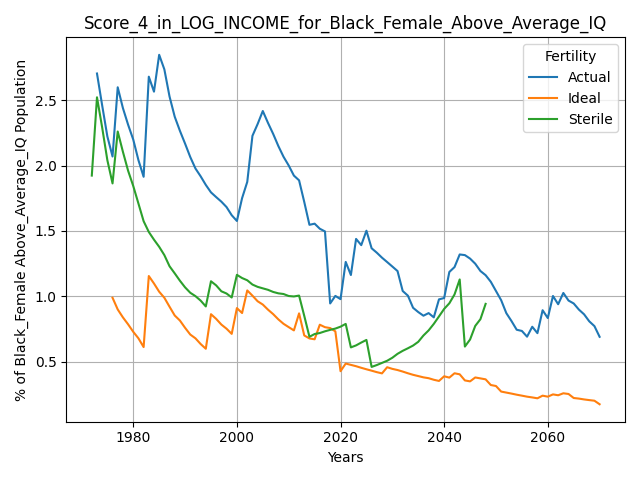 Score_4_in_LOG_INCOME_for_Black_Female_Above_Average_IQ
% of Black_Female Above_Average_IQ Population
2.5
2.0
1.5
1.0
0.5
Fertility
Actual
Ideal
Sterile
1980
2000
2020
2040
2060
Years